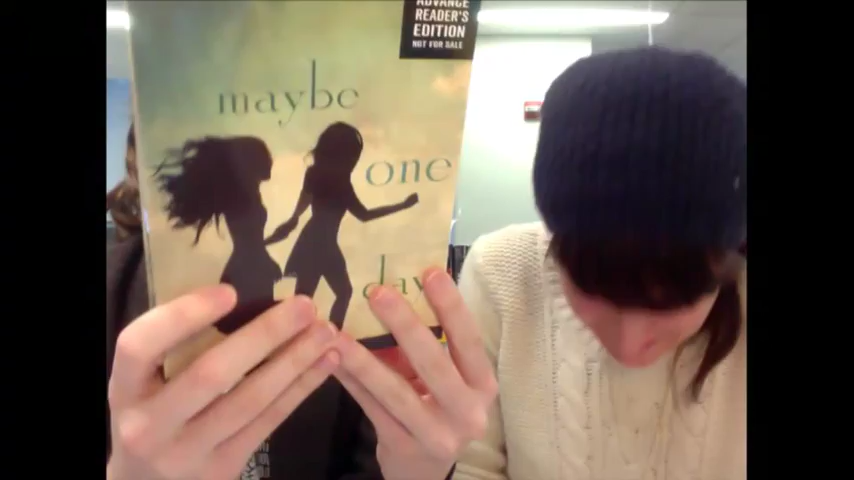 ADVANCE
READER'S
EDITION
NOT FOR SALE
maybe
one
day